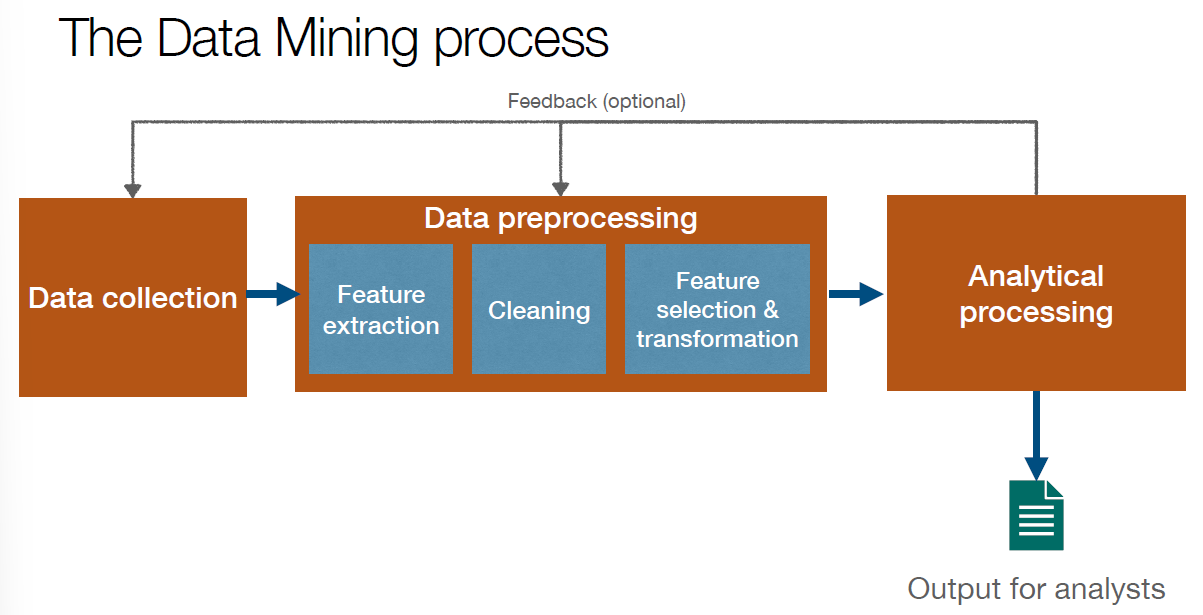 The Data Mining process
Feedback (optional)
Data collection
Data preprocessing
Feature
extraction
Cleaning
Feature
selection &
transformation
Analytical
processing
Output for analysts